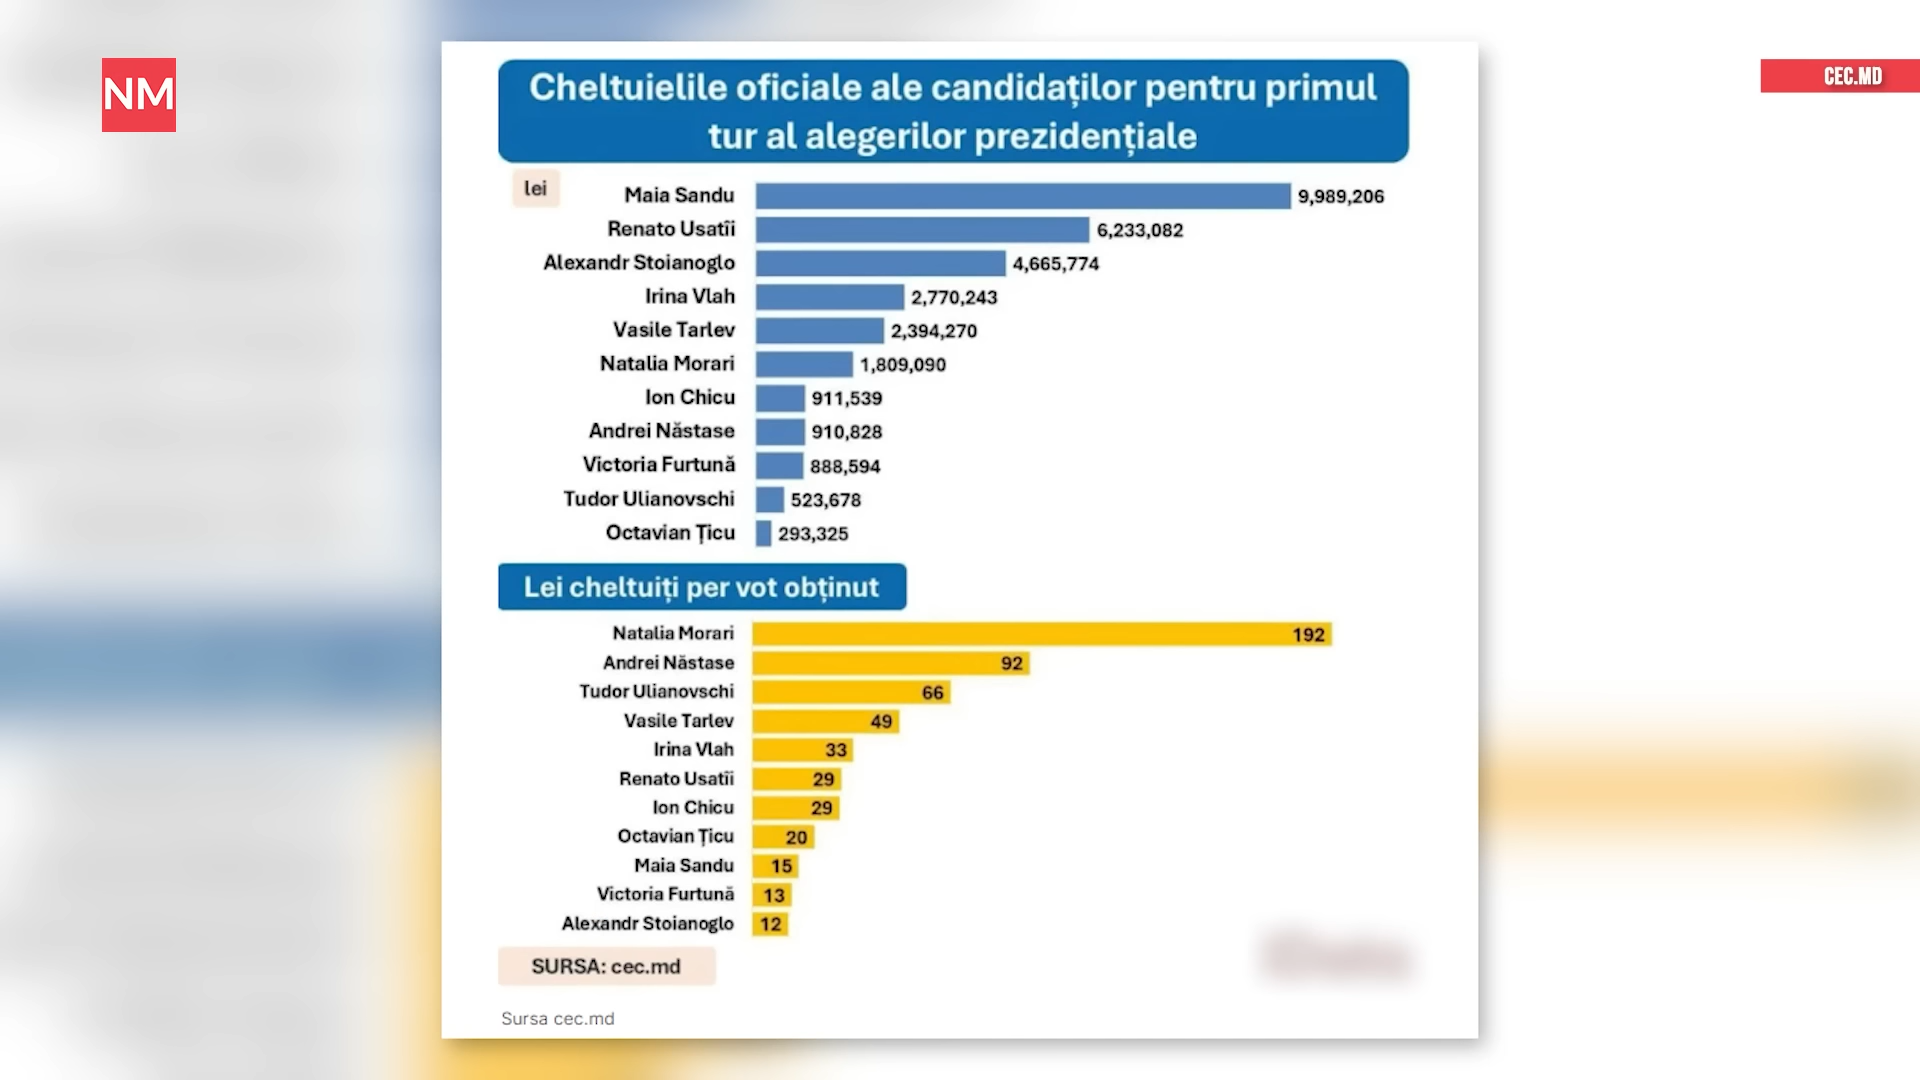 NM
CEC.MD
Cheltuielile oficiale ale candidaților pentru primul
tur al alegerilor prezidențiale
lei
Maia Sandu 9,989,206
Renato Usatîi 6,233,082
Alexandr Stoianoglo 4,665,774
Irina Vlah 2,770,243
Vasile Tarlev 2,394,270
Natalia Morari 1,809,090
Ion Chicu 911,539
Andrei Năstase 910,828
Victoria Furtună 888,594
Tudor Ulianovschi 523,678
Octavian Țicu 293,325
Lei cheltuiți per vot obținut
Natalia Morari 192
Andrei Năstase 92
Tudor Ulianovschi 66
Vasile Tarlev 49
Irina Vlah 33
Renato Usatîi 29
Ion Chicu 29
Octavian Țicu 20
Maia Sandu 15
Victoria Furtună 13
Alexandr Stoianoglo 12
SURSA: cec.md
Sursa cec.md